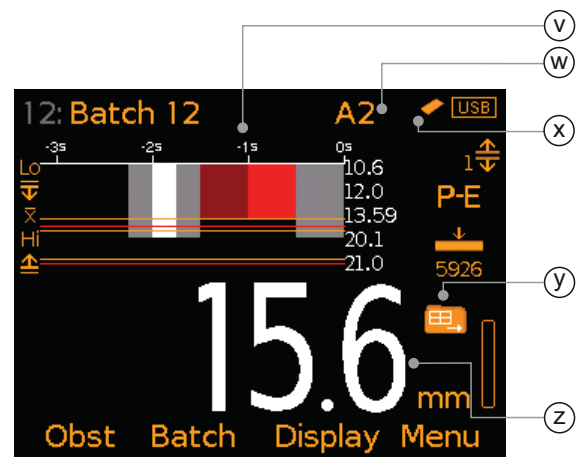 v
w
12: Batch 12 A2 USB
x
-3s -2s -1s 0s
Lo 10.6
1
12.0
P-E
x̄ 13.59
Hi 20.1
21.0
5926
y
15.6
mm
z
Obst Batch Display Menu